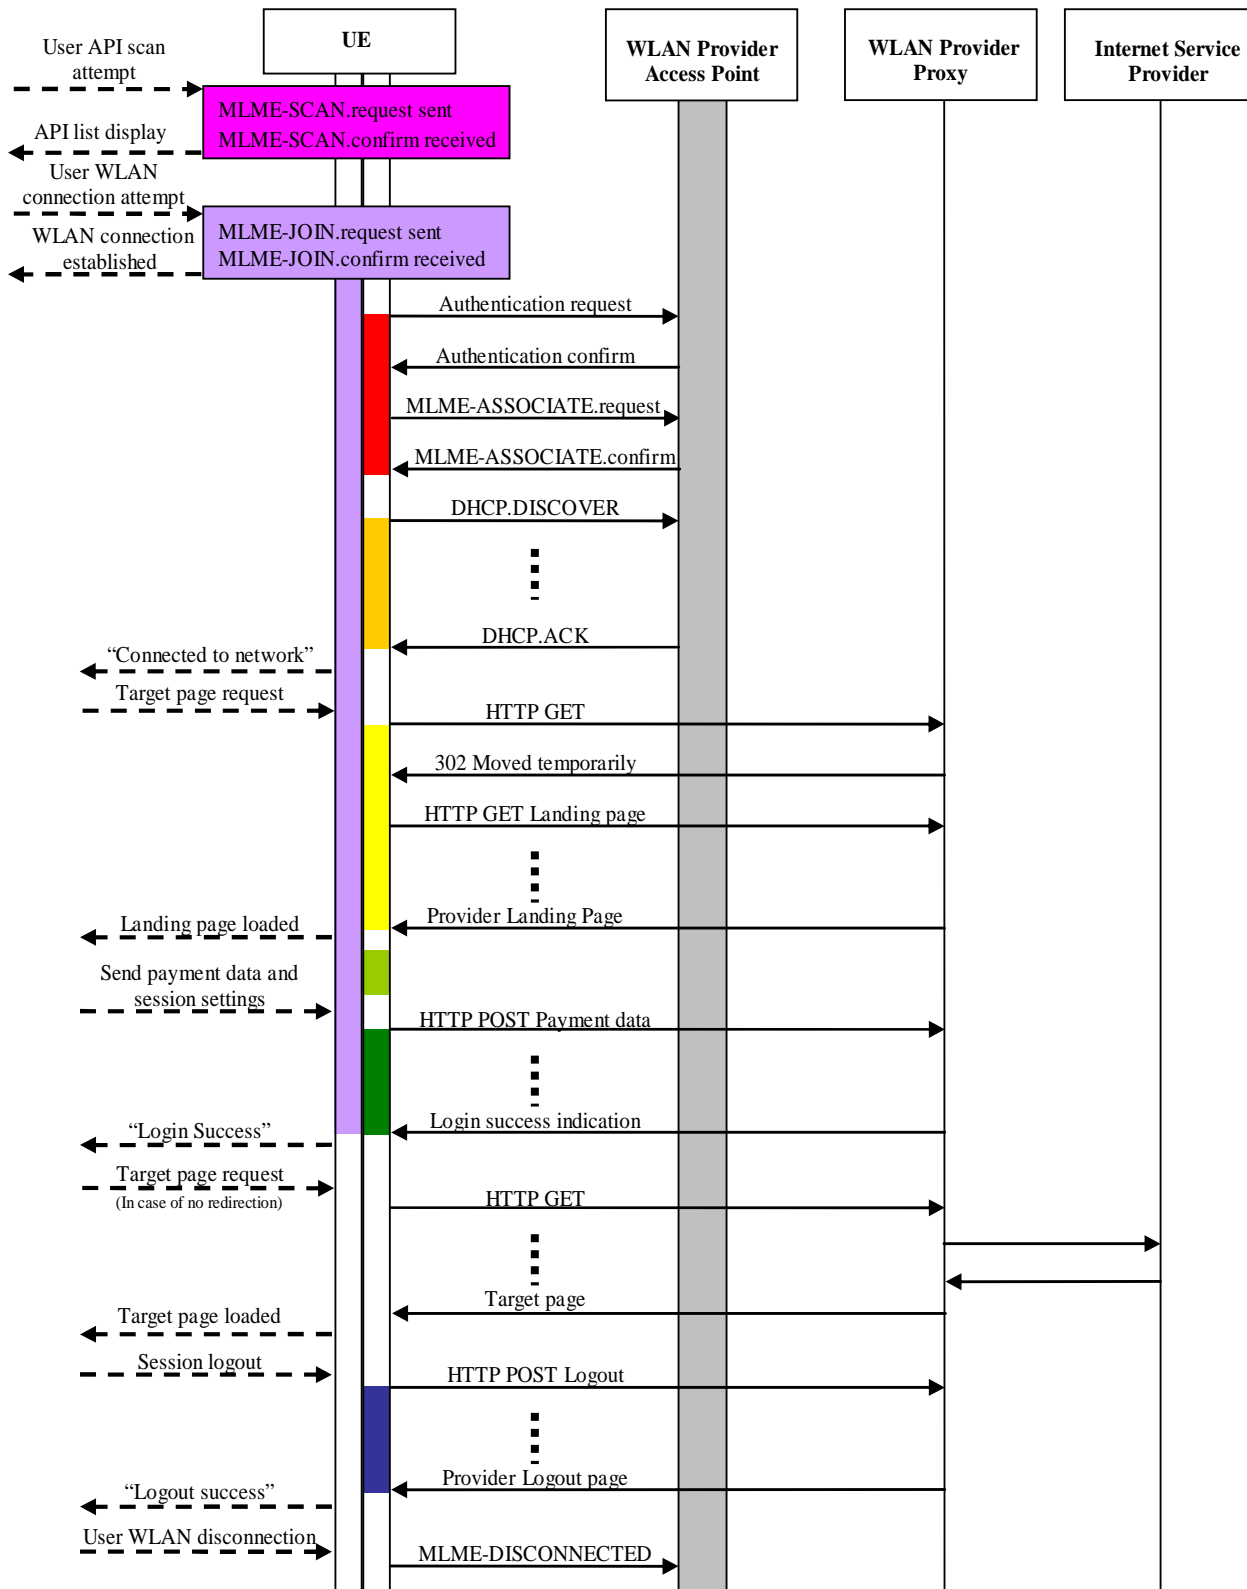 UE
WLAN Provider
Access Point
WLAN Provider
Proxy
Internet Service
Provider
User API scan
attempt
MLME-SCAN.request sent
API list display
MLME-SCAN.confirm received
User WLAN
connection attempt
MLME-JOIN.request sent
WLAN connection
established
MLME-JOIN.confirm received
Authentication request
Authentication confirm
MLME-ASSOCIATE.request
MLME-ASSOCIATE.confirm
DHCP.DISCOVER
DHCP.ACK
“Connected to network”
Target page request
HTTP GET
302 Moved temporarily
HTTP GET Landing page
Provider Landing Page
Landing page loaded
Send payment data and
session settings
HTTP POST Payment data
Login success indication
“Login Success”
Target page request
(In case of no redirection)
HTTP GET
Target page
Target page loaded
Session logout
HTTP POST Logout
Provider Logout page
“Logout success”
User WLAN disconnection
MLME-DISCONNECTED